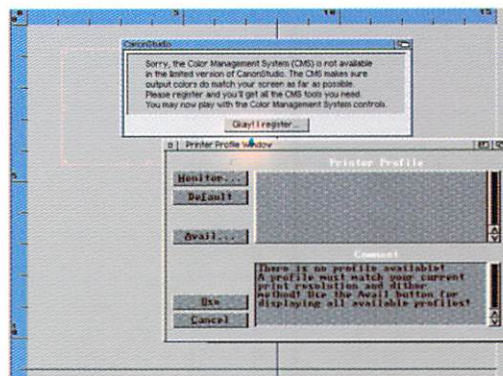 5
10
15
CanonStudio
Sorry, the Color Management System (CMS) is not available
in the limited version of CanonStudio. The CMS makes sure
output colors do match your screen as far as possible.
Please register and you'll get all the CMS tools you need.
You may now play with the Color Management System controls.
Okay! I register...
Printer Profile Window
Printer Profile
Monitor...
Default
Avail...
Comment
There is no profile available!
A profile must match your current
print resolution and dither
method! Use the Avail button for
displaying all available profiles!
Use
Cancel